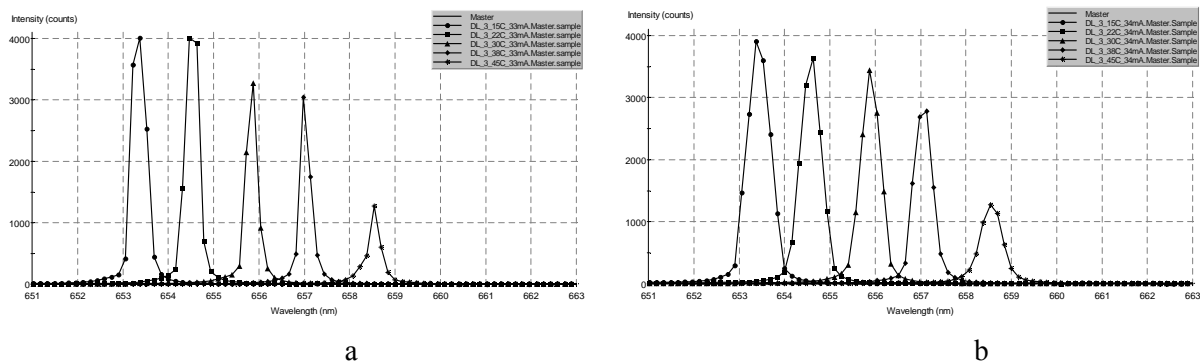 Intensity (counts)
Master
DL_3_15C_33mA.Master.sample
DL_3_22C_33mA.Master.sample
DL_3_30C_33mA.Master.sample
DL_3_38C_33mA.Master.sample
DL_3_45C_33mA.Master.sample
4000
3000
2000
1000
0
651 652 653 654 655 656 657 658 659 660 661 662 663
Wavelength (nm)
a
Intensity (counts)
Master
DL_3_15C_34mA.Master.Sample
DL_3_22C_34mA.Master.Sample
DL_3_30C_34mA.Master.Sample
DL_3_38C_34mA.Master.Sample
DL_3_45C_34mA.Master.Sample
4000
3000
2000
1000
0
651 652 653 654 655 656 657 658 659 660 661 662 663
Wavelength (nm)
b